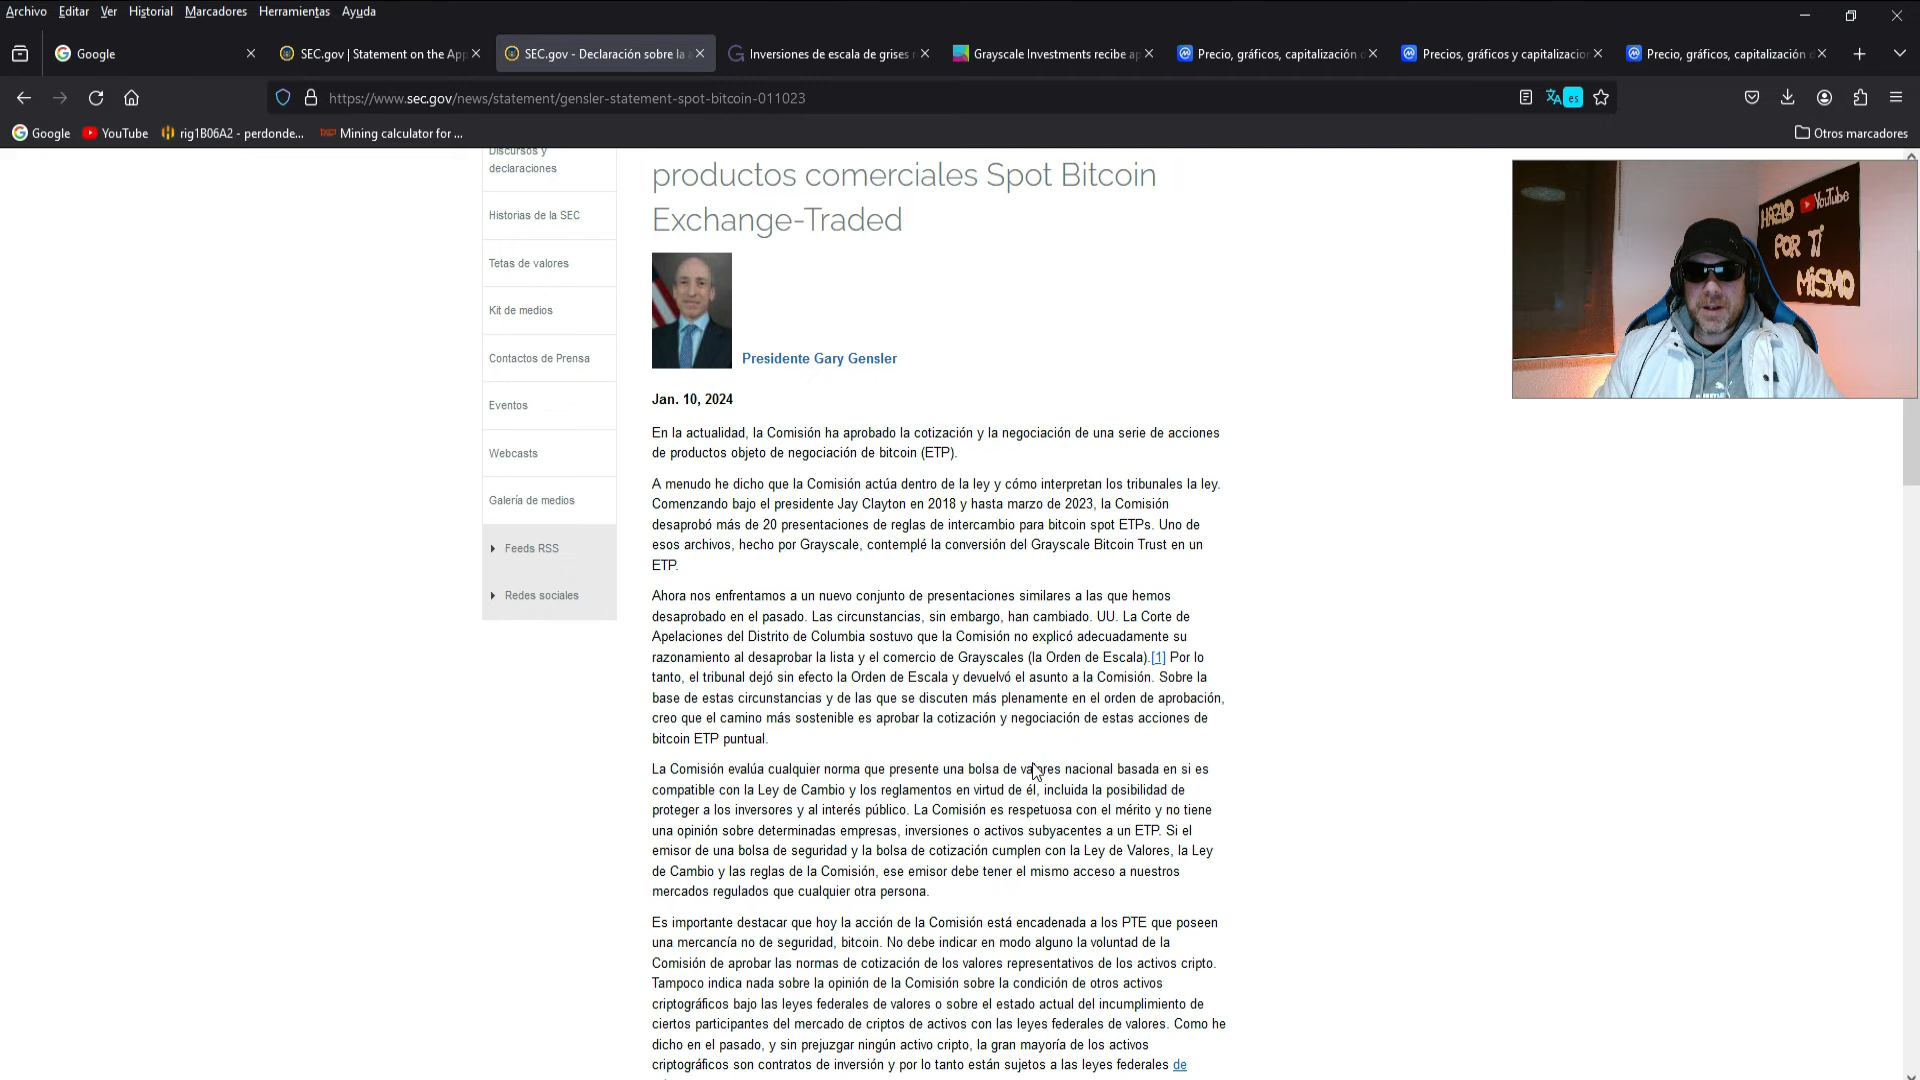 Archivo Editar Ver Historial Marcadores Herramientas Ayuda
Google
SEC.gov | Statement on the App
SEC.gov - Declaración sobre la a
Inversiones de escala de grises r
Grayscale Investments recibe ap
Precio, gráficos, capitalización d
Precios, gráficos y capitalizacion
Precio, gráficos, capitalización d
https://www.sec.gov/news/statement/gensler-statement-spot-bitcoin-011023
es
Google YouTube rig1B06A2 - perdonde... Mining calculator for ...
Otros marcadores
Discursos y
declaraciones
Historias de la SEC
Tetas de valores
Kit de medios
Contactos de Prensa
Eventos
Webcasts
Galería de medios
Feeds RSS
Redes sociales
productos comerciales Spot Bitcoin
Exchange-Traded
Presidente Gary Gensler
Jan. 10, 2024
En la actualidad, la Comisión ha aprobado la cotización y la negociación de una serie de acciones
de productos objeto de negociación de bitcoin (ETP).
A menudo he dicho que la Comisión actúa dentro de la ley y cómo interpretan los tribunales la ley.
Comenzando bajo el presidente Jay Clayton en 2018 y hasta marzo de 2023, la Comisión
desaprobó más de 20 presentaciones de reglas de intercambio para bitcoin spot ETPs. Uno de
esos archivos, hecho por Grayscale, contemplé la conversión del Grayscale Bitcoin Trust en un
ETP.
Ahora nos enfrentamos a un nuevo conjunto de presentaciones similares a las que hemos
desaprobado en el pasado. Las circunstancias, sin embargo, han cambiado. UU. La Corte de
Apelaciones del Distrito de Columbia sostuvo que la Comisión no explicó adecuadamente su
razonamiento al desaprobar la lista y el comercio de Grayscales (la Orden de Escala).[1] Por lo
tanto, el tribunal dejó sin efecto la Orden de Escala y devuelvó el asunto a la Comisión. Sobre la
base de estas circunstancias y de las que se discuten más plenamente en el orden de aprobación,
creo que el camino más sostenible es aprobar la cotización y negociación de estas acciones de
bitcoin ETP puntual.
La Comisión evalúa cualquier norma que presente una bolsa de valores nacional basada en si es
compatible con la Ley de Cambio y los reglamentos en virtud de él, incluida la posibilidad de
proteger a los inversores y al interés público. La Comisión es respetuosa con el mérito y no tiene
una opinión sobre determinadas empresas, inversiones o activos subyacentes a un ETP. Si el
emisor de una bolsa de seguridad y la bolsa de cotización cumplen con la Ley de Valores, la Ley
de Cambio y las reglas de la Comisión, ese emisor debe tener el mismo acceso a nuestros
mercados regulados que cualquier otra persona.
Es importante destacar que hoy la acción de la Comisión está encadenada a los PTE que poseen
una mercancía no de seguridad, bitcoin. No debe indicar en modo alguno la voluntad de la
Comisión de aprobar las normas de cotización de los valores representativos de los activos cripto.
Tampoco indica nada sobre la opinión de la Comisión sobre la condición de otros activos
criptográficos bajo las leyes federales de valores o sobre el estado actual del incumplimiento de
ciertos participantes del mercado de criptos de activos con las leyes federales de valores. Como he
dicho en el pasado, y sin prejuzgar ningún activo cripto, la gran mayoría de los activos
criptográficos son contratos de inversión y por lo tanto están sujetos a las leyes federales de
HAZLO
YouTube
POR TI
MISMO